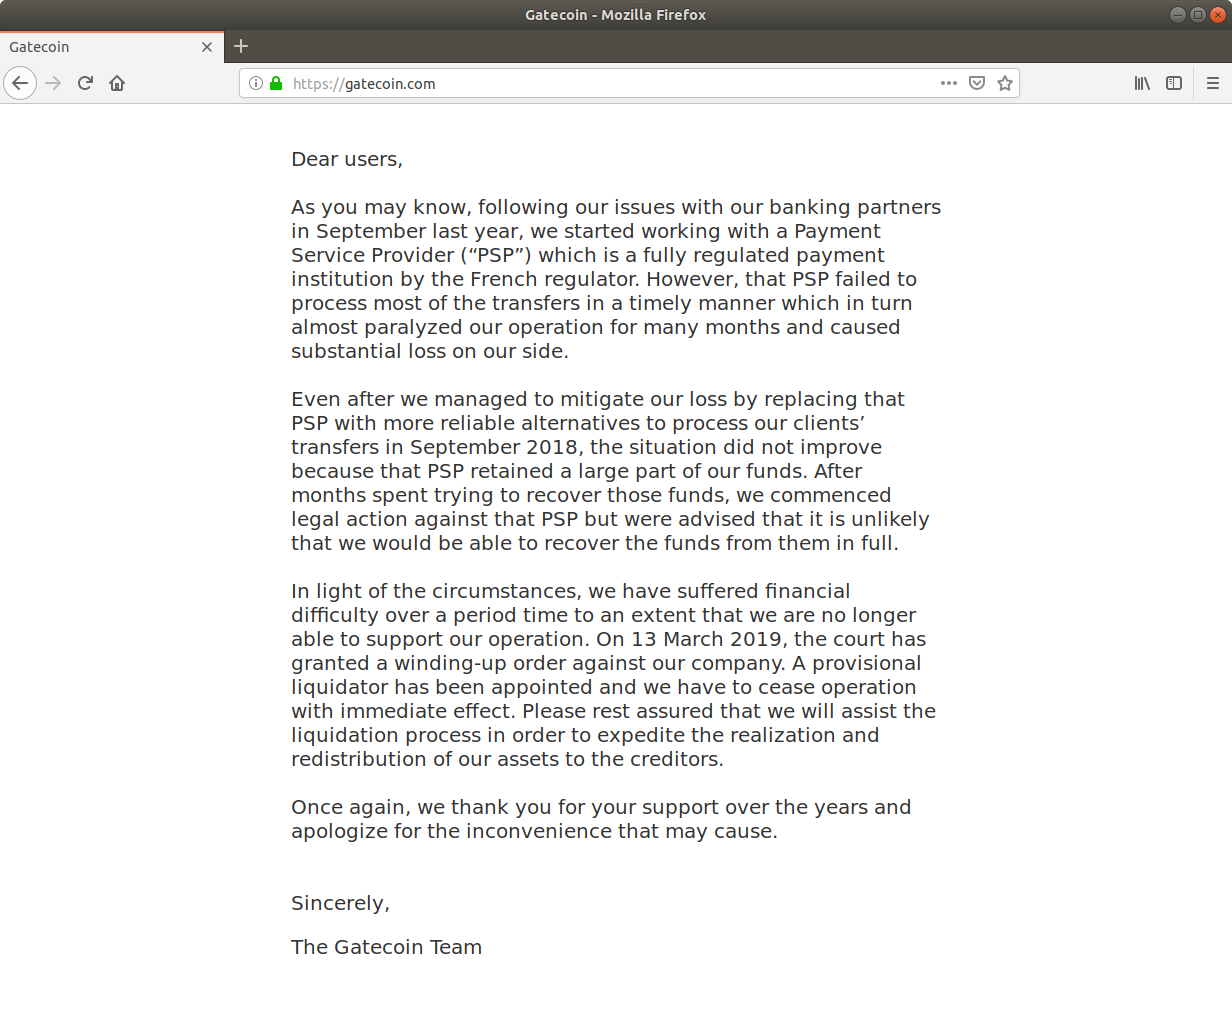 Gatecoin - Mozilla Firefox
Gatecoin
https://gatecoin.com
Dear users,
As you may know, following our issues with our banking partners
in September last year, we started working with a Payment
Service Provider (“PSP”) which is a fully regulated payment
institution by the French regulator. However, that PSP failed to
process most of the transfers in a timely manner which in turn
almost paralyzed our operation for many months and caused
substantial loss on our side.
Even after we managed to mitigate our loss by replacing that
PSP with more reliable alternatives to process our clients’
transfers in September 2018, the situation did not improve
because that PSP retained a large part of our funds. After
months spent trying to recover those funds, we commenced
legal action against that PSP but were advised that it is unlikely
that we would be able to recover the funds from them in full.
In light of the circumstances, we have suffered financial
difficulty over a period time to an extent that we are no longer
able to support our operation. On 13 March 2019, the court has
granted a winding-up order against our company. A provisional
liquidator has been appointed and we have to cease operation
with immediate effect. Please rest assured that we will assist the
liquidation process in order to expedite the realization and
redistribution of our assets to the creditors.
Once again, we thank you for your support over the years and
apologize for the inconvenience that may cause.
Sincerely,
The Gatecoin Team